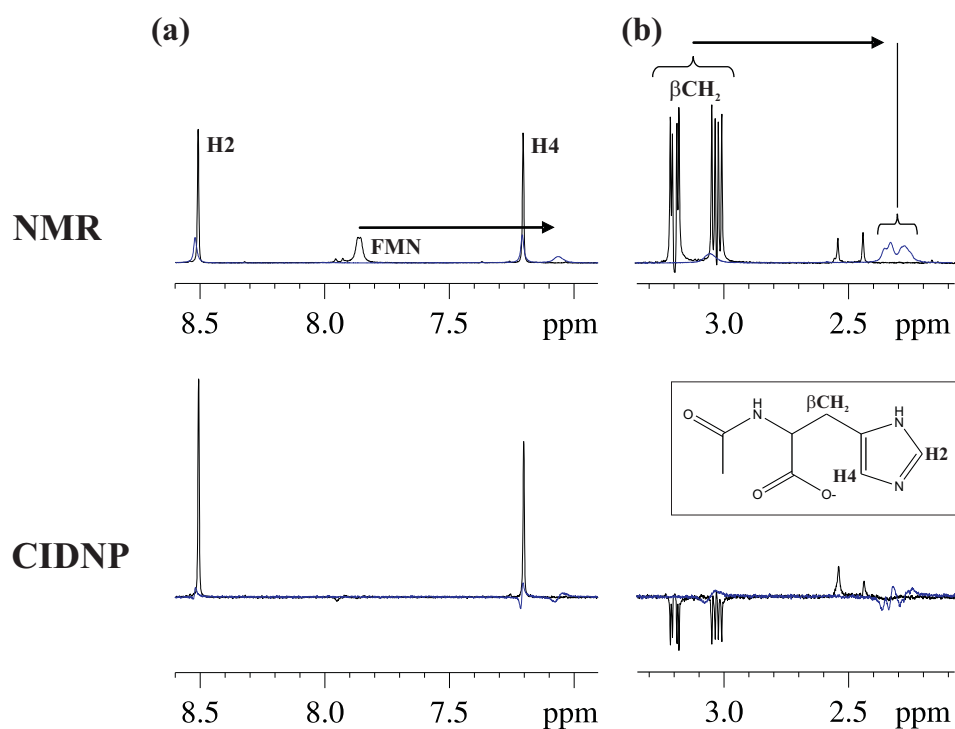 (a) (b)
βCH₂
H2 H4
NMR
FMN
8.5 8.0 7.5 ppm 3.0 2.5 ppm
βCH₂
H
N
O
H
N
H2
H4
N
O
O-
CIDNP
8.5 8.0 7.5 ppm 3.0 2.5 ppm